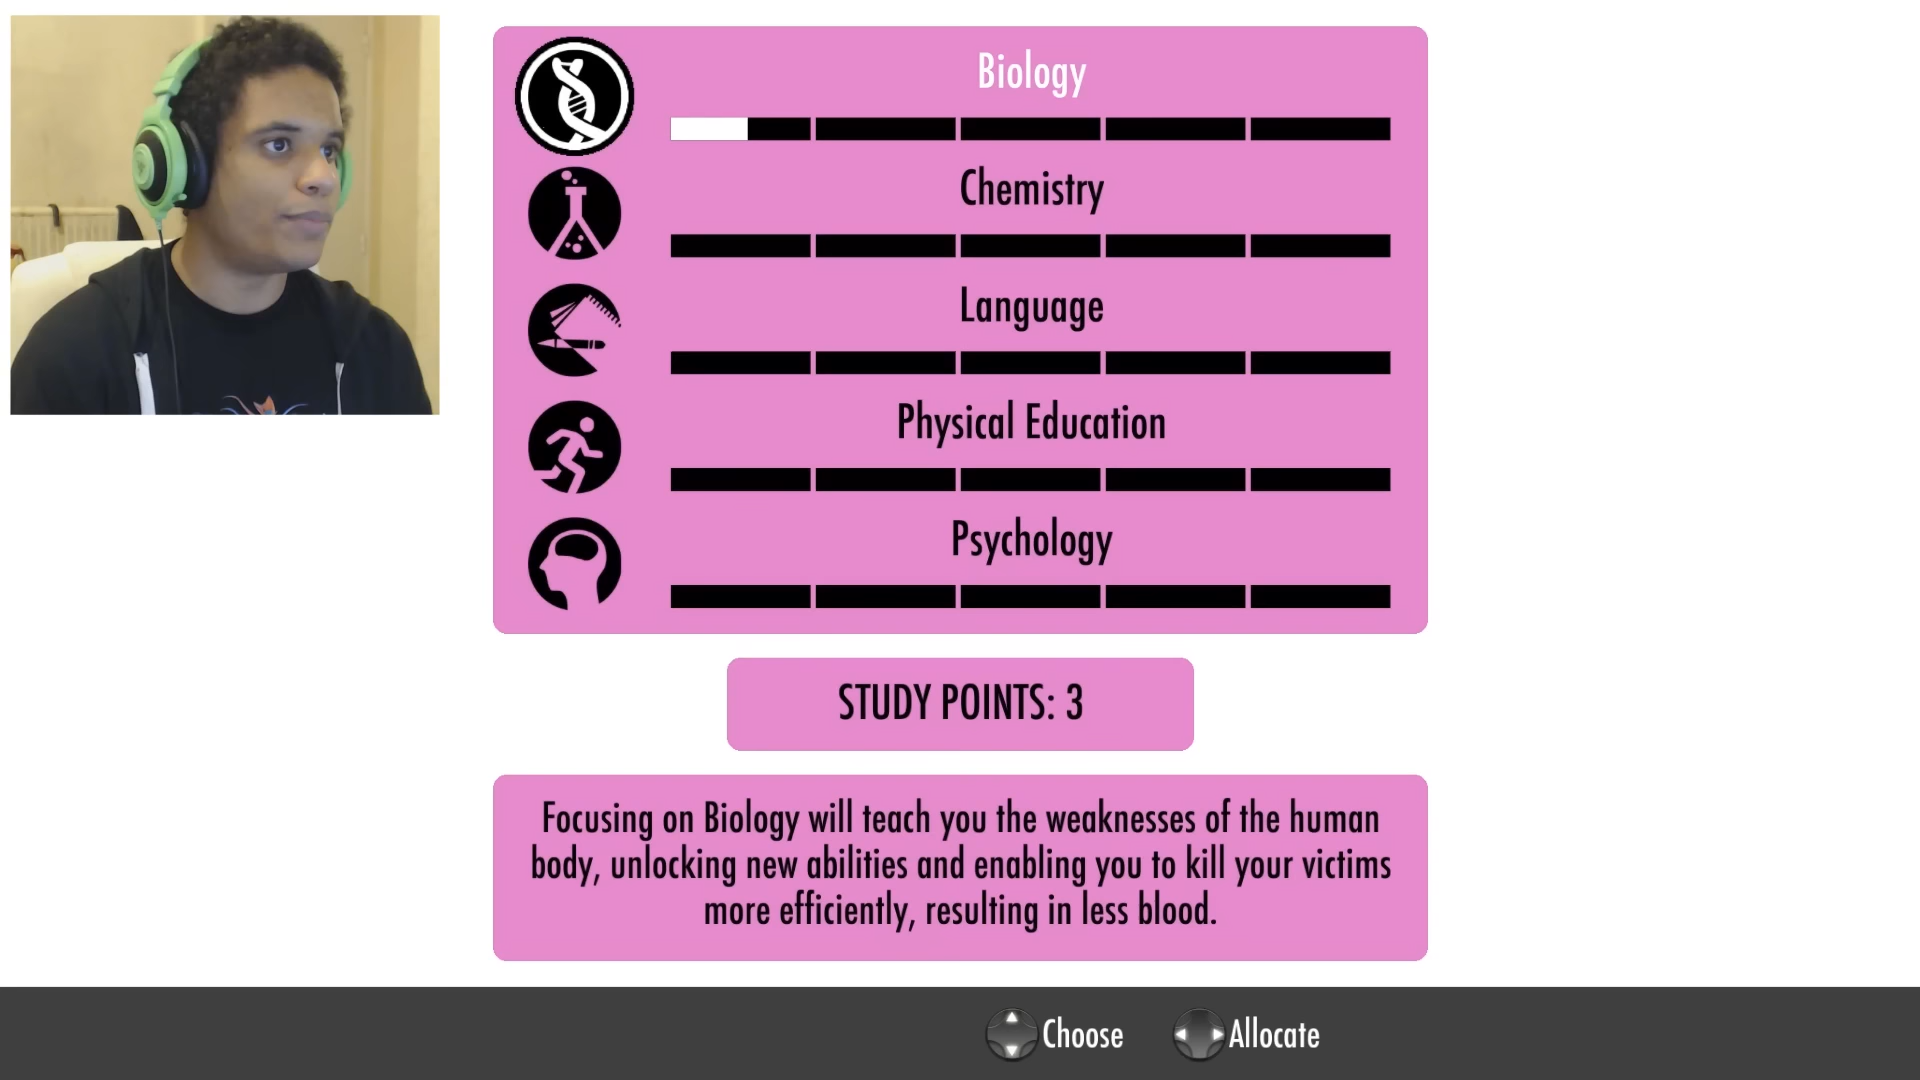 Biology
Chemistry
Language
Physical Education
Psychology
STUDY POINTS: 3
Focusing on Biology will teach you the weaknesses of the human
body, unlocking new abilities and enabling you to kill your victims
more efficiently, resulting in less blood.
Choose
Allocate